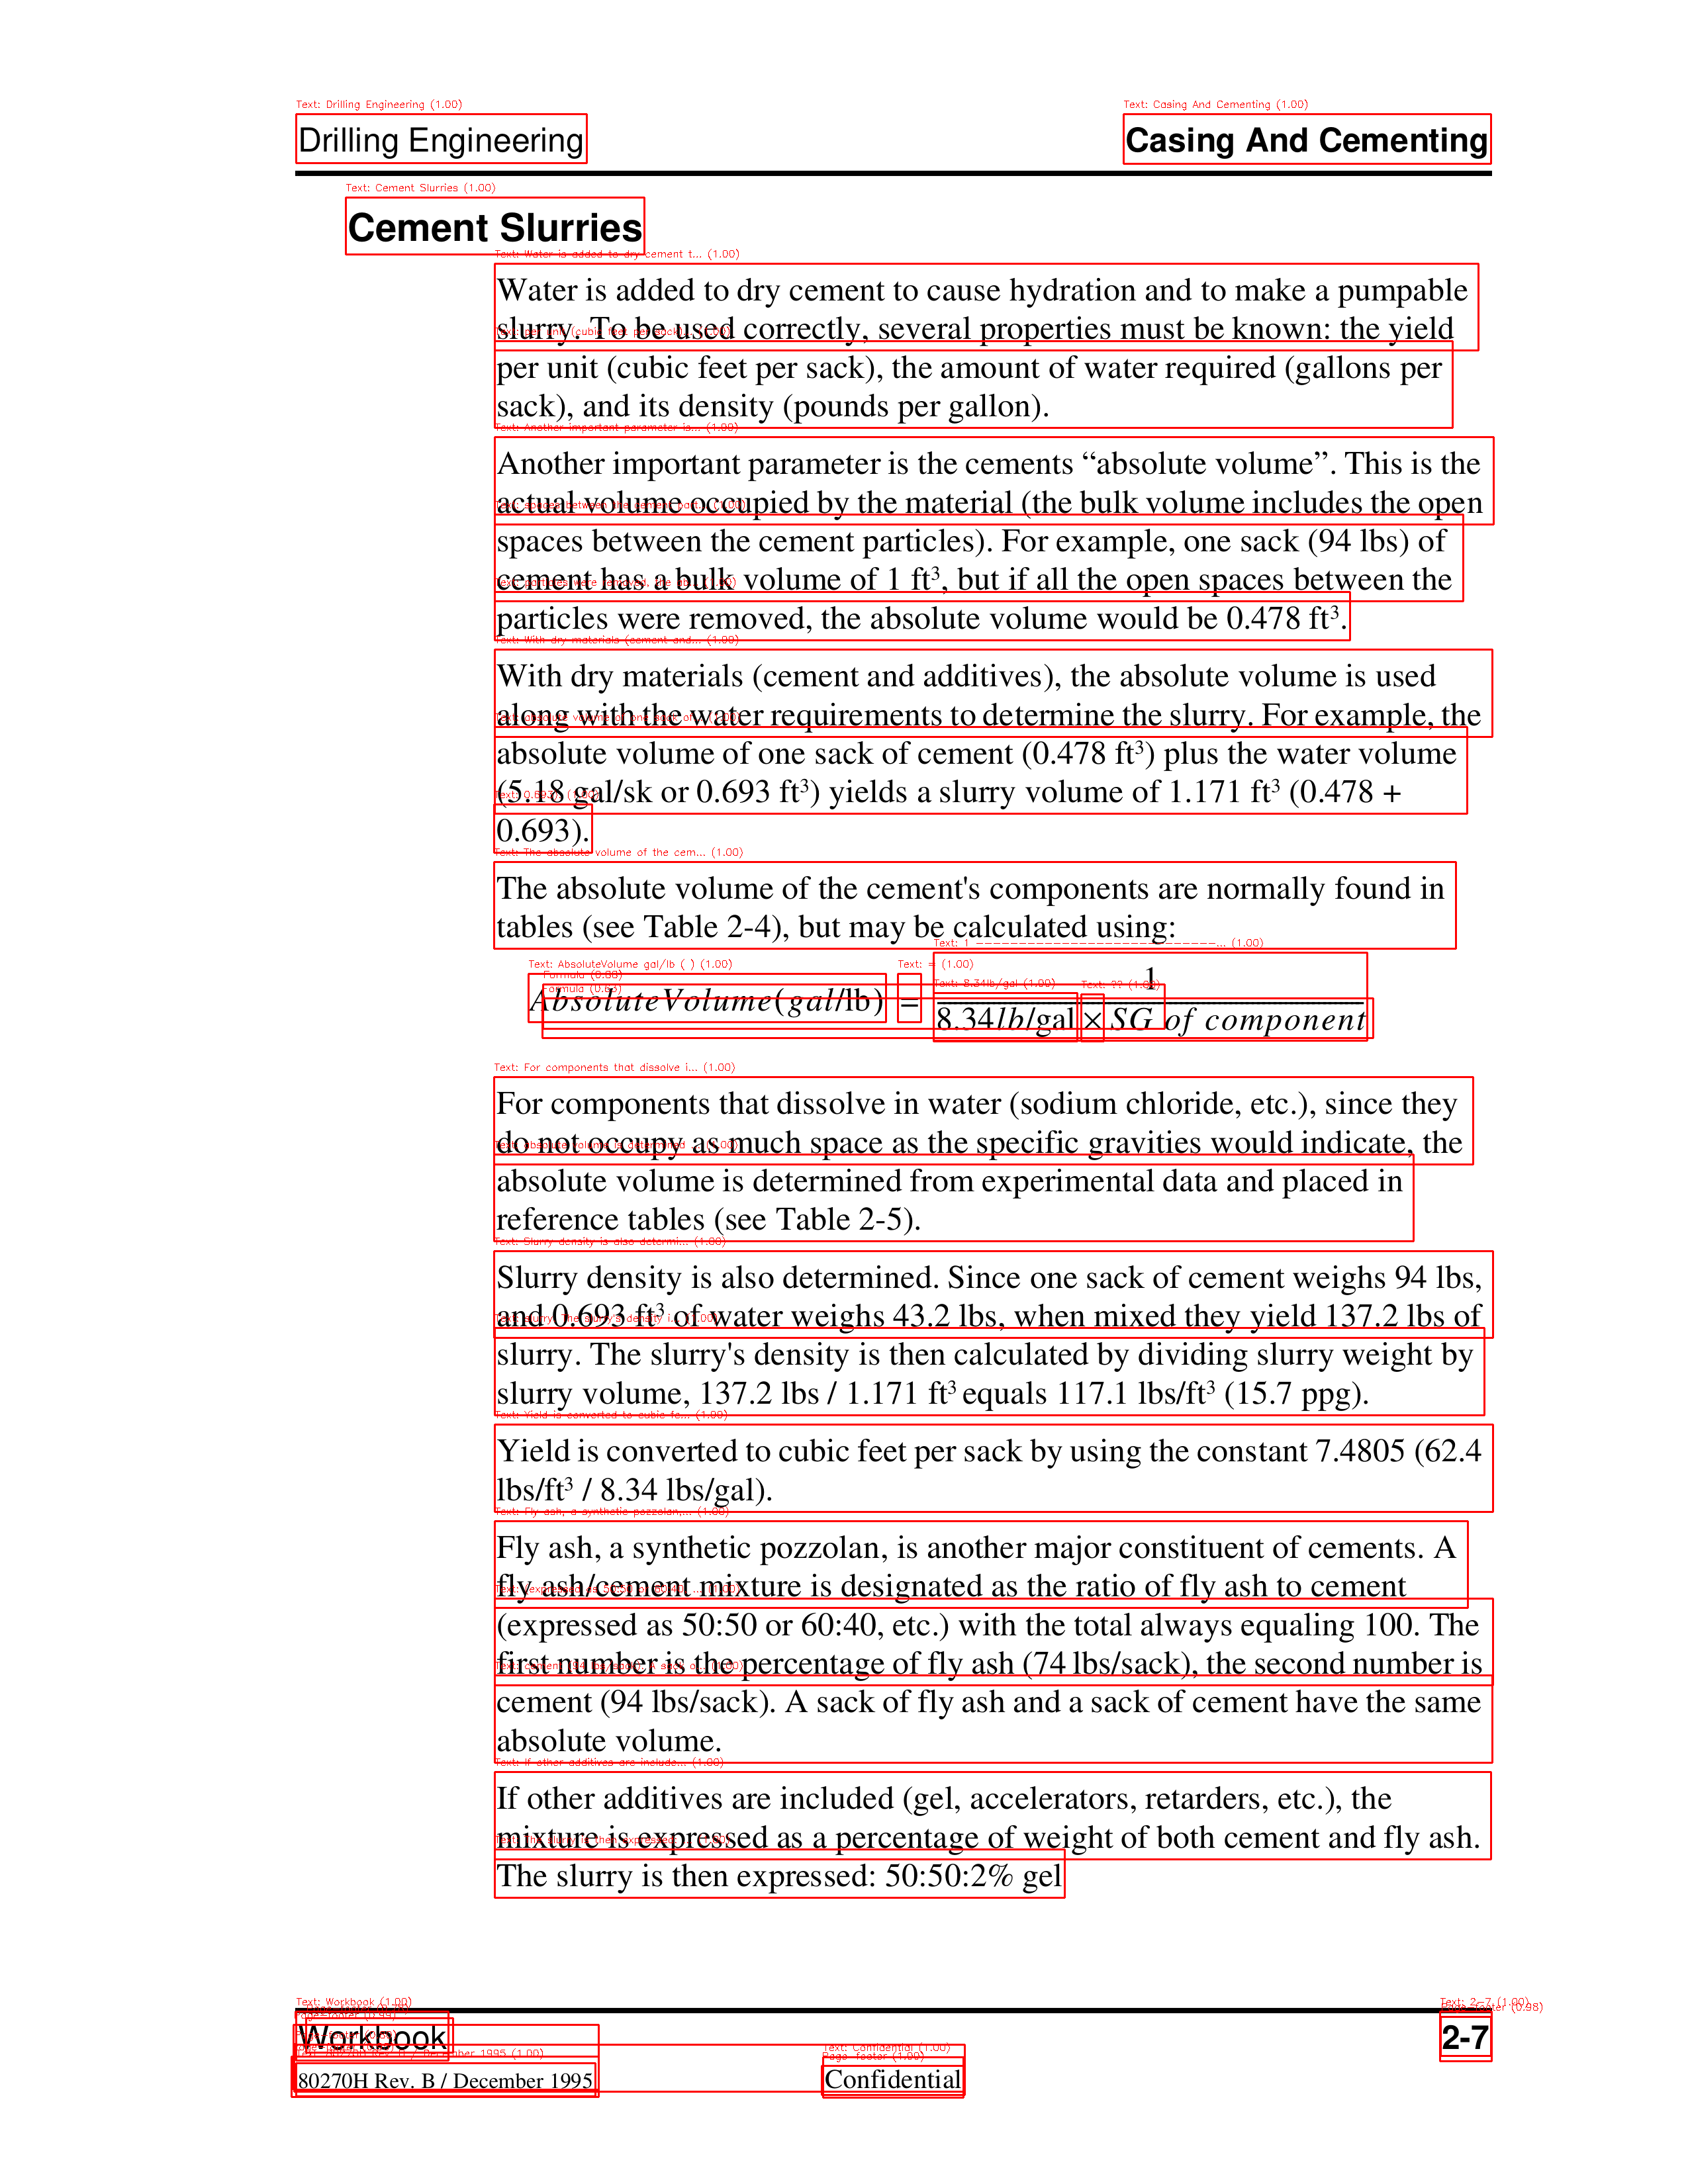 Drilling Engineering
Casing And Cementing
Cement Slurries
Water is added to dry cement to cause hydration and to make a pumpable
slurry. To be used correctly, several properties must be known: the yield
per unit (cubic feet per sack), the amount of water required (gallons per
sack), and its density (pounds per gallon).
Another important parameter is the cements “absolute volume”. This is the
actual volume occupied by the material (the bulk volume includes the open
spaces between the cement particles). For example, one sack (94 lbs) of
cement has a bulk volume of 1 ft³, but if all the open spaces between the
particles were removed, the absolute volume would be 0.478 ft³.
With dry materials (cement and additives), the absolute volume is used
along with the water requirements to determine the slurry. For example, the
absolute volume of one sack of cement (0.478 ft³) plus the water volume
(5.18 gal/sk or 0.693 ft³) yields a slurry volume of 1.171 ft³ (0.478 +
0.693).
The absolute volume of the cement's components are normally found in
tables (see Table 2-4), but may be calculated using:
AbsoluteVolume(gal/lb) = 1
8.34lb/gal × SG of component
For components that dissolve in water (sodium chloride, etc.), since they
do not occupy as much space as the specific gravities would indicate, the
absolute volume is determined from experimental data and placed in
reference tables (see Table 2-5).
Slurry density is also determined. Since one sack of cement weighs 94 lbs,
and 0.693 ft³ of water weighs 43.2 lbs, when mixed they yield 137.2 lbs of
slurry. The slurry's density is then calculated by dividing slurry weight by
slurry volume, 137.2 lbs / 1.171 ft³ equals 117.1 lbs/ft³ (15.7 ppg).
Yield is converted to cubic feet per sack by using the constant 7.4805 (62.4
lbs/ft³ / 8.34 lbs/gal).
Fly ash, a synthetic pozzolan, is another major constituent of cements. A
fly ash/cement mixture is designated as the ratio of fly ash to cement
(expressed as 50:50 or 60:40, etc.) with the total always equaling 100. The
first number is the percentage of fly ash (74 lbs/sack), the second number is
cement (94 lbs/sack). A sack of fly ash and a sack of cement have the same
absolute volume.
If other additives are included (gel, accelerators, retarders, etc.), the
mixture is expressed as a percentage of weight of both cement and fly ash.
The slurry is then expressed: 50:50:2% gel
Workbook
2-7
80270H Rev. B / December 1995
Confidential